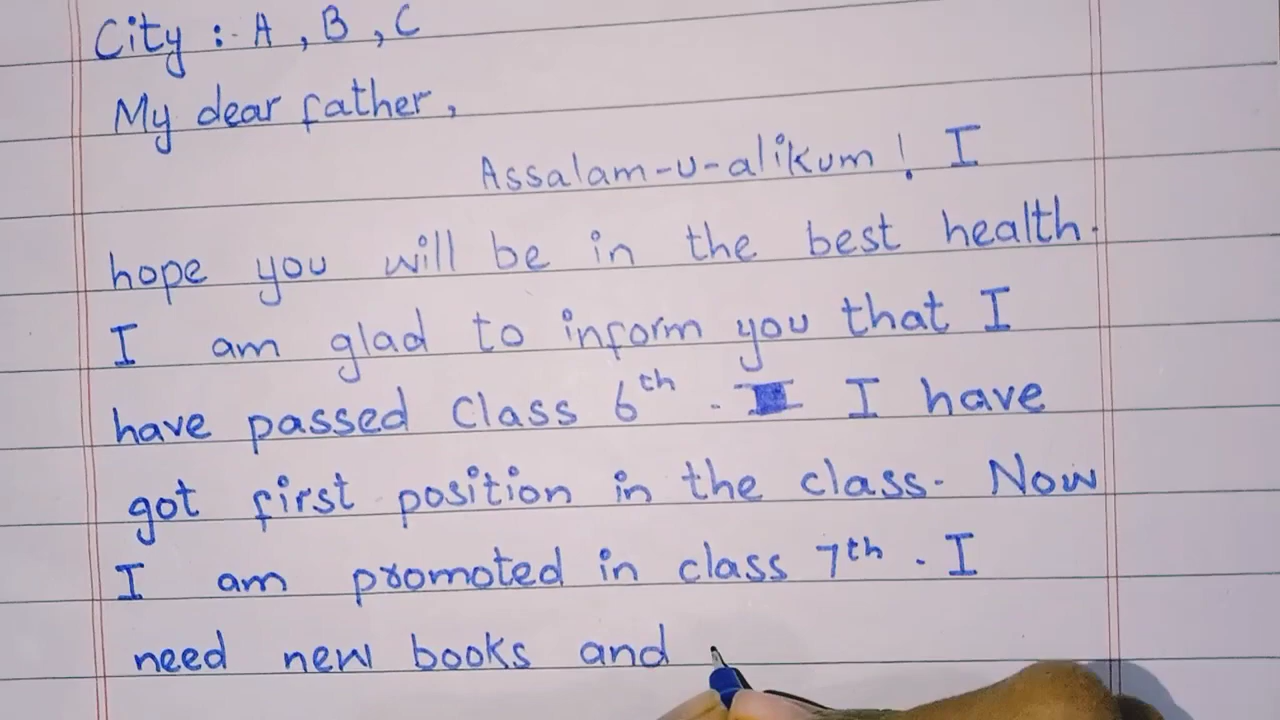 City :- A , B , C
My dear father ,
Assalam-u-alikum ! I
hope you will be in the best health.
I am glad to inform you that I
have passed Class 6th . I have
got first position in the class. Now
I am promoted in class 7th . I
need new books and